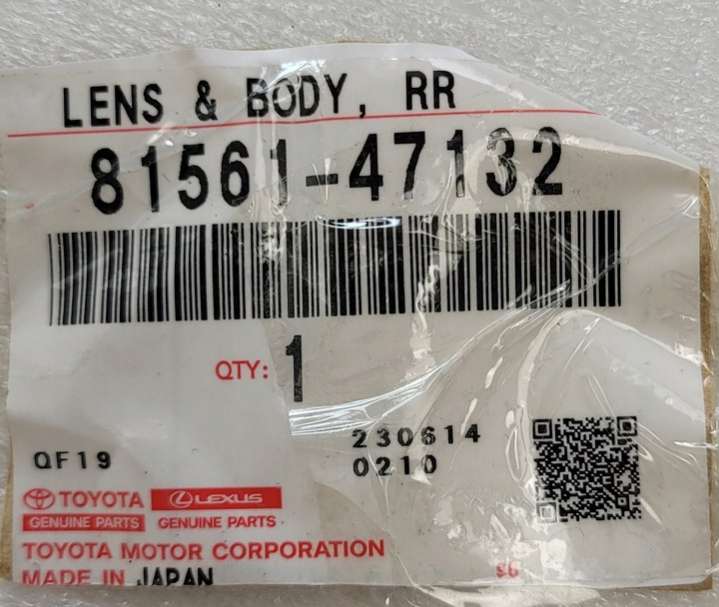 LENS & BODY, RR
81561-47132
QTY: 1
230614
QF19 0210
TOYOTA LEXUS
GENUINE PARTS GENUINE PARTS
TOYOTA MOTOR CORPORATION
MADE IN JAPAN